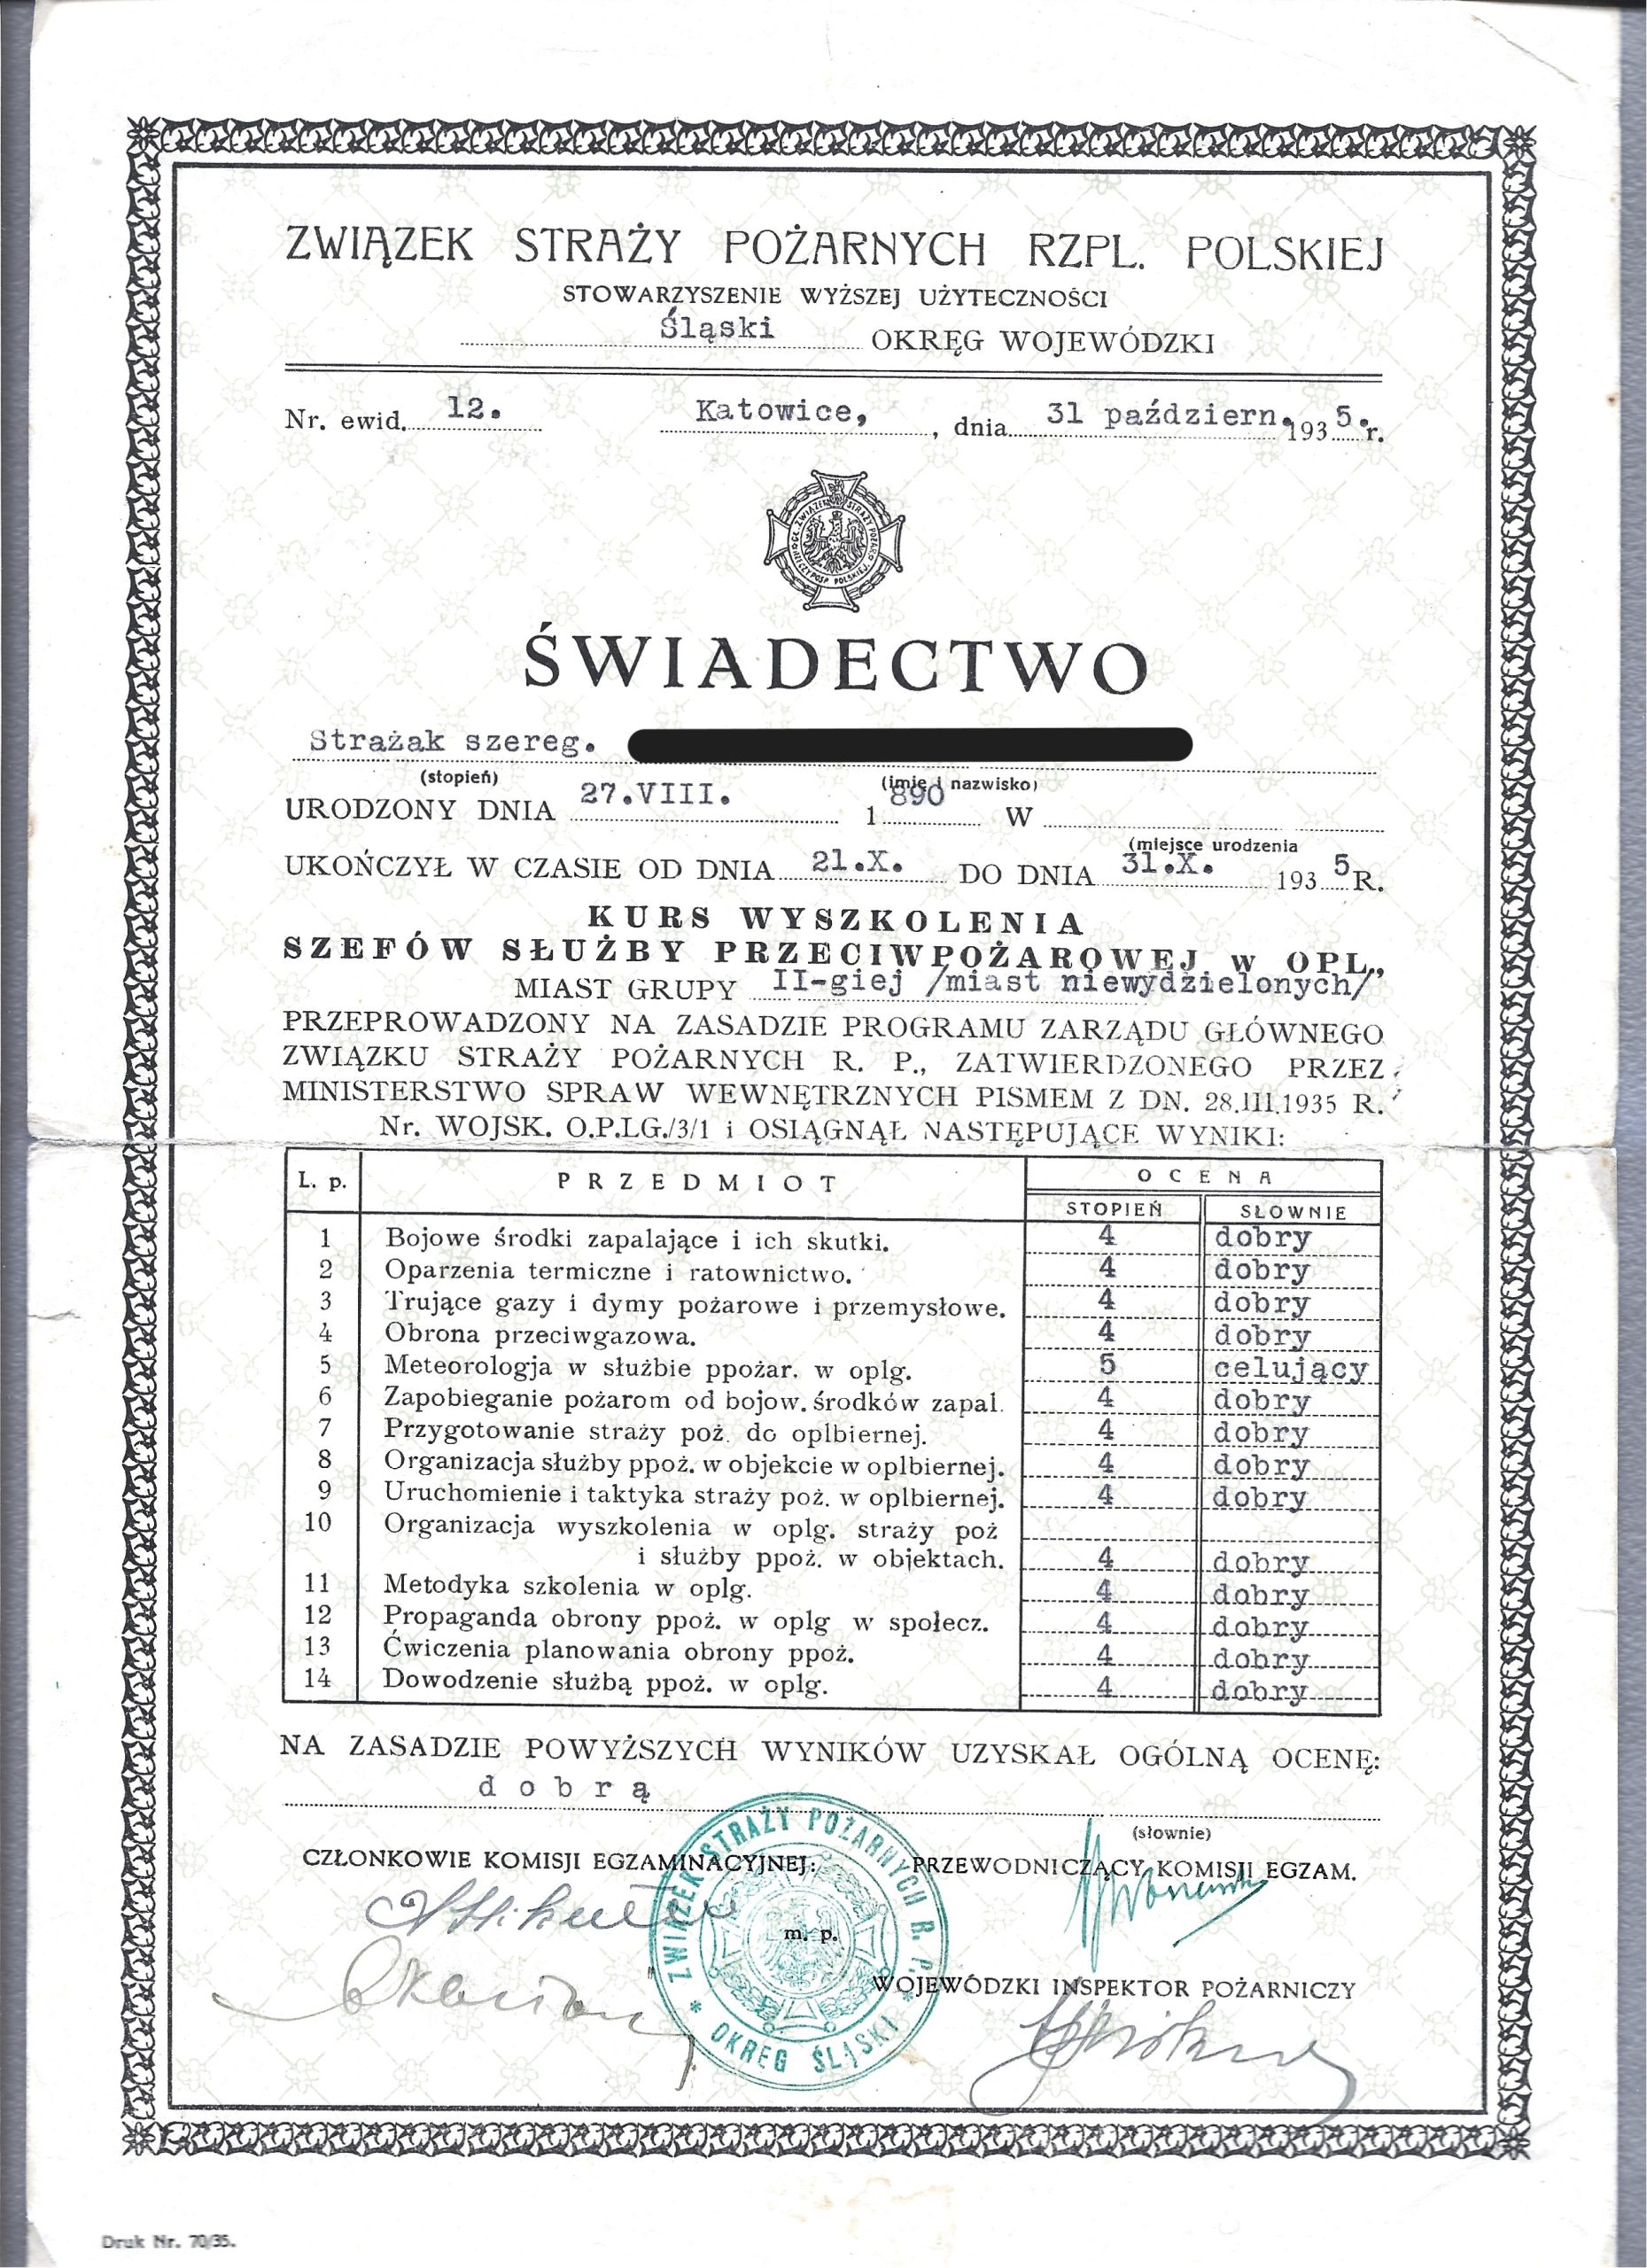 ZWIĄZEK STRAŻY POŻARNYCH RZPL. POLSKIEJ
STOWARZYSZENIE WYŻSZEJ UŻYTECZNOŚCI
Śląski OKRĘG WOJEWÓDZKI
Nr. ewid. 12. Katowice, , dnia 31 październ. 1935. r.
ŚWIADECTWO
Strażak szereg.
(stopień) (imię i nazwisko)
URODZONY DNIA 27.VIII. 1890 W
(miejsce urodzenia
UKOŃCZYŁ W CZASIE OD DNIA 21.X. DO DNIA 31.X. 1935 R.
KURS WYSZKOLENIA
SZEFÓW SŁUŻBY PRZECIWPOŻAROWEJ w OPL.,
MIAST GRUPY II-giej /miast niewydzielonych/
PRZEPROWADZONY NA ZASADZIE PROGRAMU ZARZĄDU GŁÓWNEGO
ZWIĄZKU STRAŻY POŻARNYCH R. P., ZATWIERDZONEGO PRZEZ
MINISTERSTWO SPRAW WEWNĘTRZNYCH PISMEM Z DN. 28.III.1935 R.
Nr. WOJSK. O.P.LG./3/1 i OSIĄGNĄŁ NASTĘPUJĄCE WYNIKI:
L. p. PRZEDMIOT OCENA
STOPIEŃ SŁOWNIE
1 Bojowe środki zapalające i ich skutki. 4 dobry
2 Oparzenia termiczne i ratownictwo. 4 dobry
3 Trujące gazy i dymy pożarowe i przemysłowe. 4 dobry
4 Obrona przeciwgazowa. 4 dobry
5 Meteorologja w służbie ppożar. w oplg. 5 celujący
6 Zapobieganie pożarom od bojow. środków zapal. 4 dobry
7 Przygotowanie straży poż. do oplbiernej. 4 dobry
8 Organizacja służby ppoż. w objekcie w oplbiernej. 4 dobry
9 Uruchomienie i taktyka straży poż. w oplbiernej. 4 dobry
10 Organizacja wyszkolenia w oplg. straży poż
i służby ppoż. w objektach. 4 dobry
11 Metodyka szkolenia w oplg. 4 dobry
12 Propaganda obrony ppoż. w oplg w społecz. 4 dobry
13 Ćwiczenia planowania obrony ppoż. 4 dobry
14 Dowodzenie służbą ppoż. w oplg. 4 dobry
NA ZASADZIE POWYŻSZYCH WYNIKÓW UZYSKAŁ OGÓLNĄ OCENĘ:
dobrą
(słownie)
CZŁONKOWIE KOMISJI EGZAMINACYJNEJ: PRZEWODNICZĄCY KOMISJI EGZAM.
m. p.
WOJEWÓDZKI INSPEKTOR POŻARNICZY
ZWIĄZEK STRAŻY POŻARNYCH R. P.
* OKRĘG ŚLĄSKI *
Druk Nr. 70/35.